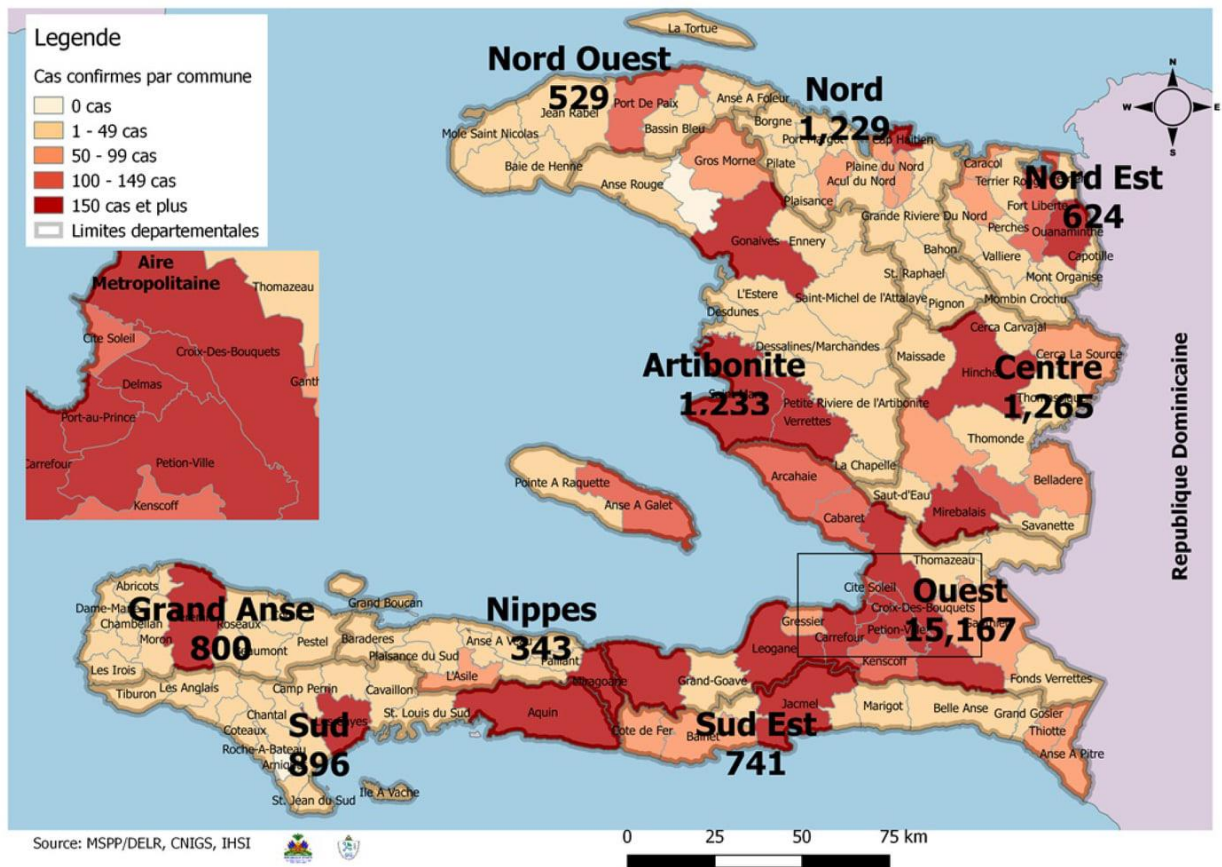 Legende
Cas confirmes par commune
0 cas
1 - 49 cas
50 - 99 cas
100 - 149 cas
150 cas et plus
Limites departementales
Aire
Metropolitaine
Thomazeau
Cite Soleil
Croix-Des-Bouquets
Delmas
Port-au-Prince
Carrefour
Petion-Ville
Kenscoff
La Tortue
Nord Ouest
529
Port De Paix
Jean Rabel
Mole Saint Nicolas
Bassin Bleu
Baie de Henne
Anse A Foleur
Nord
1,229
Borgne
Pilate
Plaine du Nord
Acul du Nord
Plaisance
Grande Riviere Du Nord
Bahon
St. Raphael
Pignon
Caracol
Nord Est
624
Fort Liberte
Perches
Ouanaminthe
Capotille
Valliere
Mont Organise
Mombin Crochu
Gros Morne
Anse Rouge
Gonaives
Ennery
Saint-Michel de l'Attalaye
L'Estere
Desdunes
Dessalines/Marchandes
Artibonite
1,233
Petite Riviere de l'Artibonite
Verrettes
La Chapelle
Cerca Carvajal
Maissade
Cerca La Source
Centre
1,265
Thomonde
Belladere
Saut-d'Eau
Mirebalais
Savanette
Republique Dominicaine
Pointe A Raquette
Anse A Galet
Arcahaie
Cabaret
Thomazeau
Cite Soleil
Ouest
15,167
Croix-Des-Bouquets
Gressier
Carrefour
Leogane
Kenscoff
Fonds Verrettes
Grand-Goave
Abricots
Grand Anse
800
Chambellan
Moron
Pestel
Les Irois
Grand Boucan
Nippes
343
Baraderes
Plaisance du Sud
L'Asile
Tiburon
Les Anglais
Camp Perrin
Cavaillon
St. Louis du Sud
Aquin
Chantal
Coteaux
Roche-A-Bateau
Sud
896
St. Jean du Sud
Ile A Vache
Sud Est
741
Jacmel
Marigot
Belle Anse
Grand Gosier
Thiotte
Anse A Pitre
N
W
E
S
Source: MSPP/DELR, CNIGS, IHSI
0
25
50
75 km